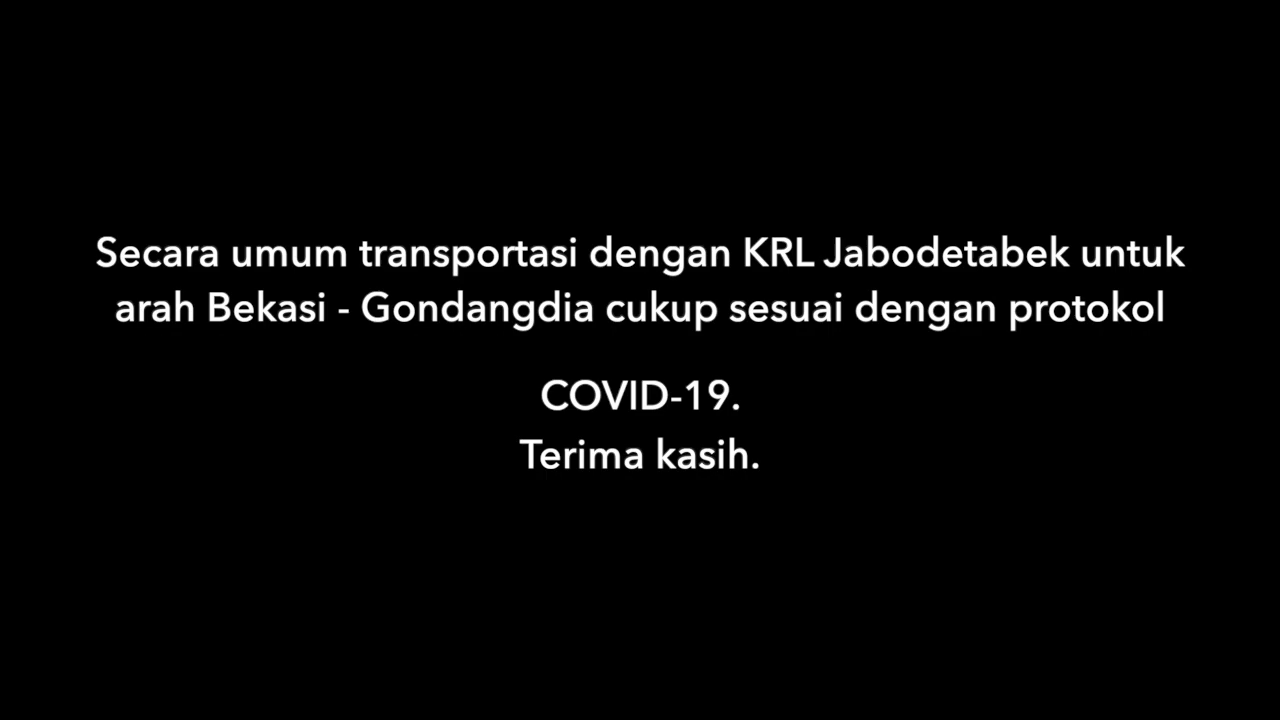 Secara umum transportasi dengan KRL Jabodetabek untuk
arah Bekasi - Gondangdia cukup sesuai dengan protokol
COVID-19.
Terima kasih.